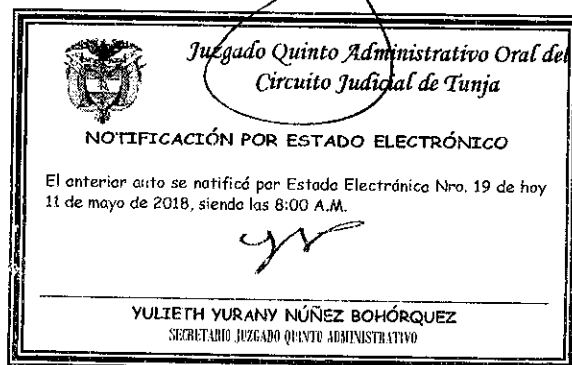 Juzgado Quinto Administrativo Oral del
Circuito Judicial de Tunja
NOTIFICACIÓN POR ESTADO ELECTRÓNICO
El anterior auto se notificó por Estado Electrónico Nro. 19 de hoy
11 de mayo de 2018, siendo las 8:00 A.M.
YULIETH YURANY NÚÑEZ BOHÓRQUEZ
SECRETARIO JUZGADO QUINTO ADMINISTRATIVO